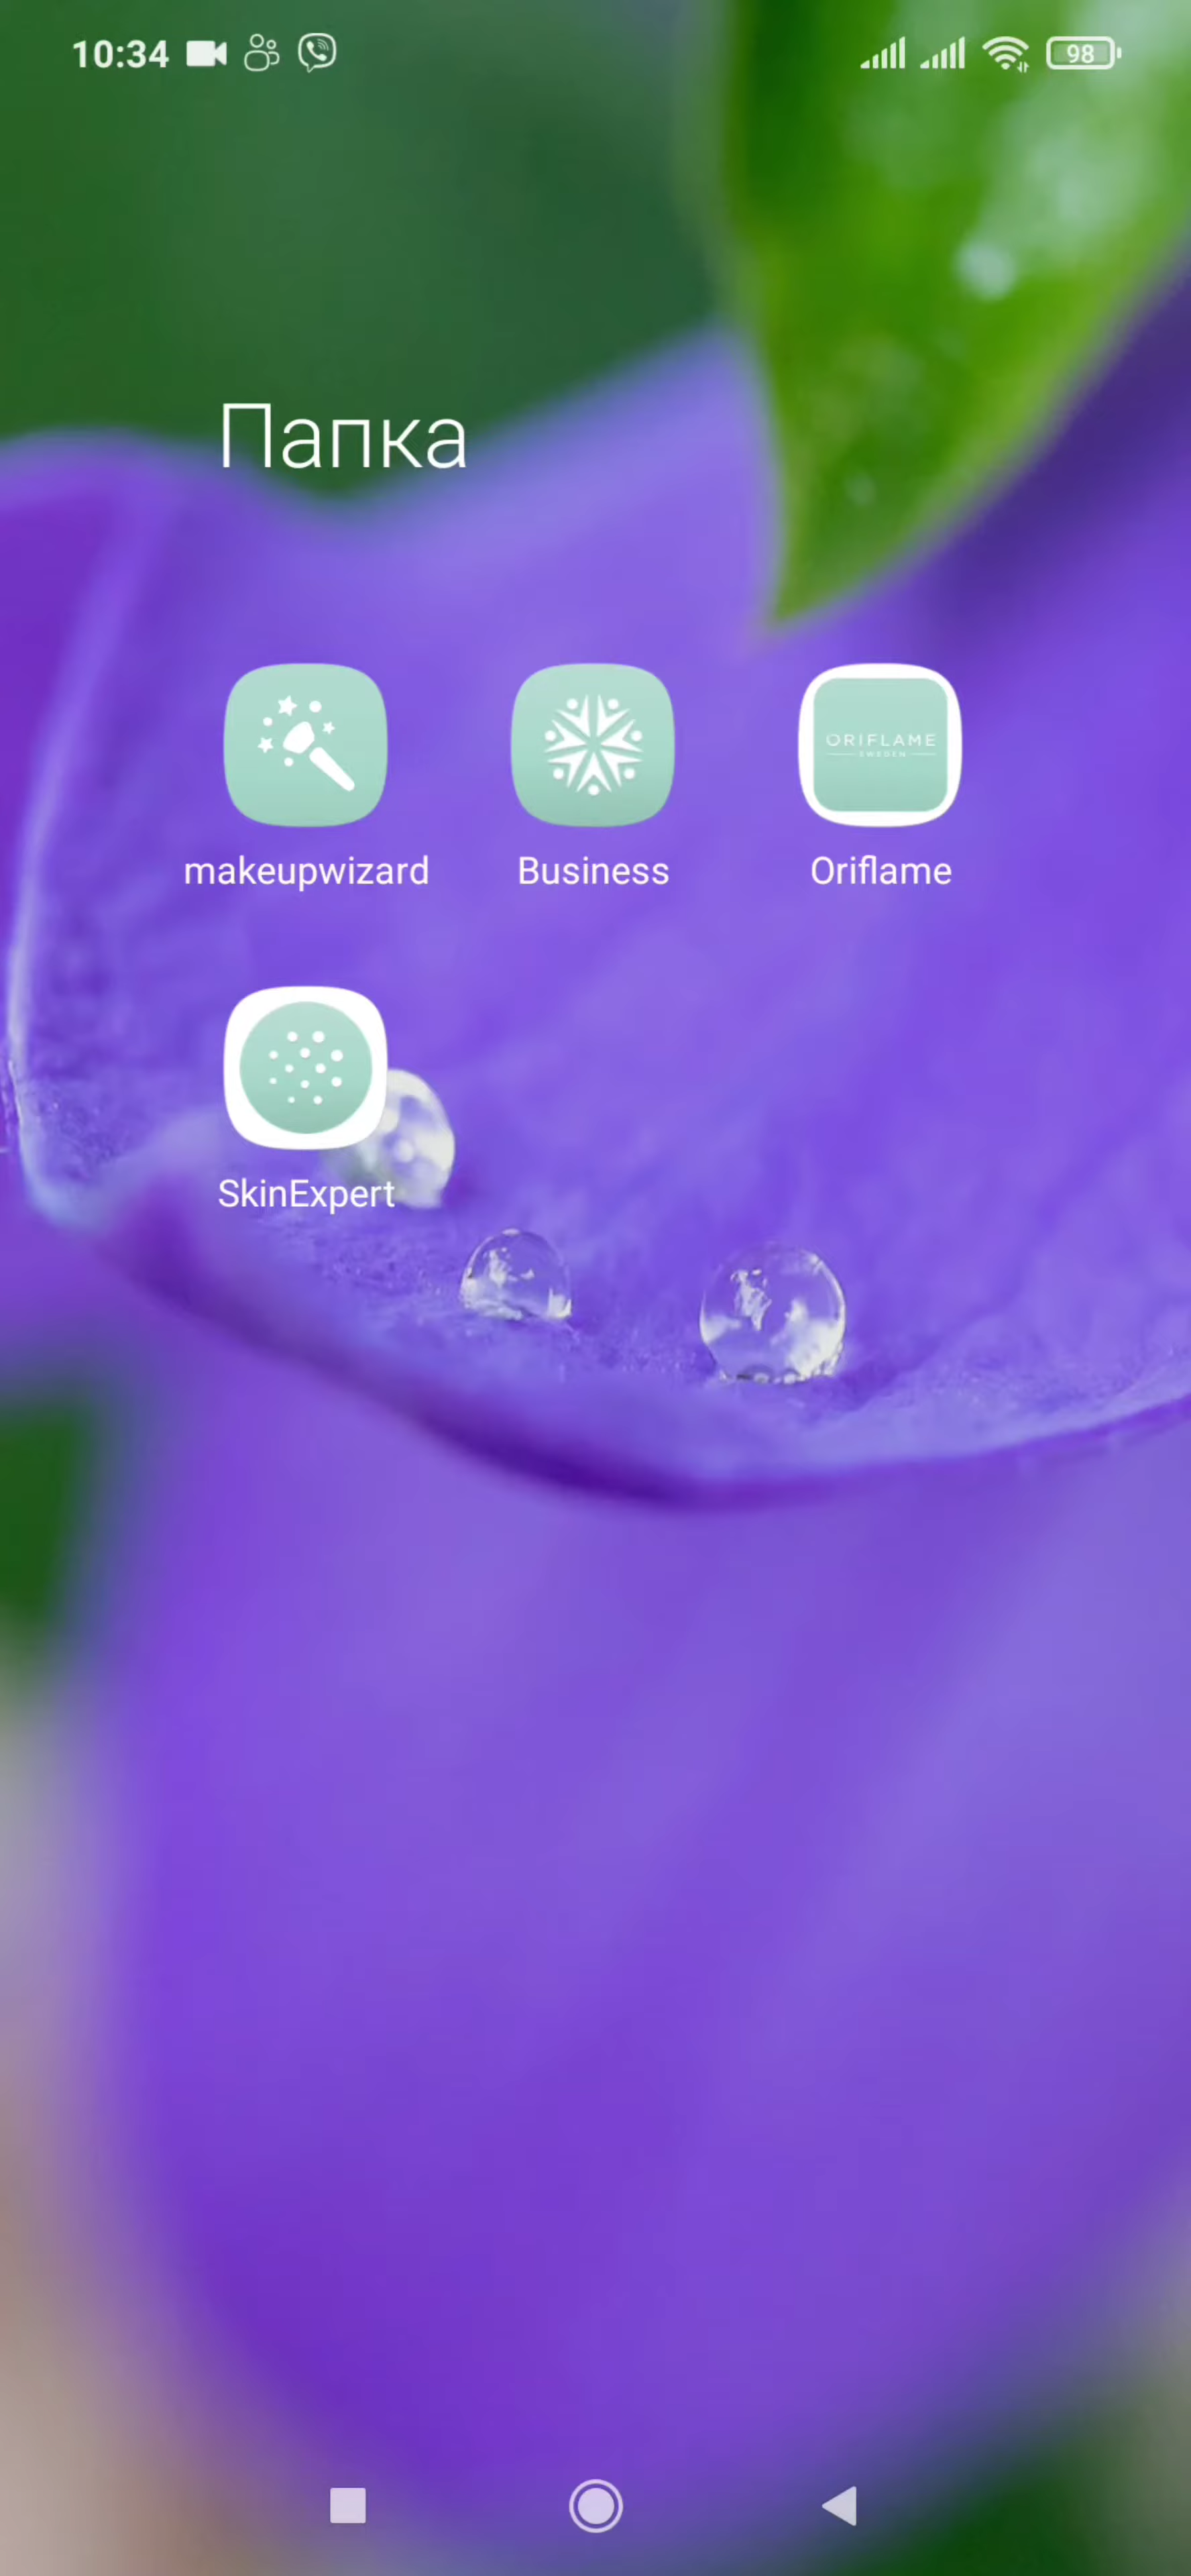 10:34
98
Папка
ORIFLAME
SWEDEN
makeupwizard
Business
Oriflame
SkinExpert